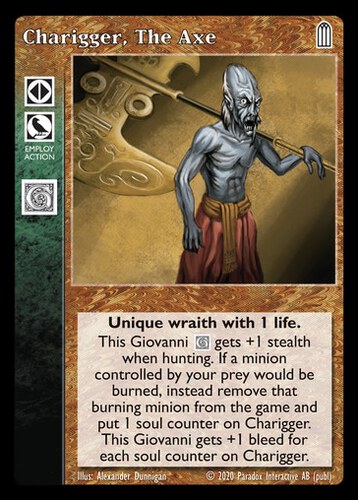 Charigger, The Axe
EMPLOY
ACTION
Unique wraith with 1 life.
This Giovanni G gets +1 stealth
when hunting. If a minion
controlled by your prey would be
burned, instead remove that
burning minion from the game and
put 1 soul counter on Charigger.
This Giovanni gets +1 bleed for
each soul counter on Charigger.
Illus: Alexander Dunnigan © 2020 Paradox Interactive AB (publ)